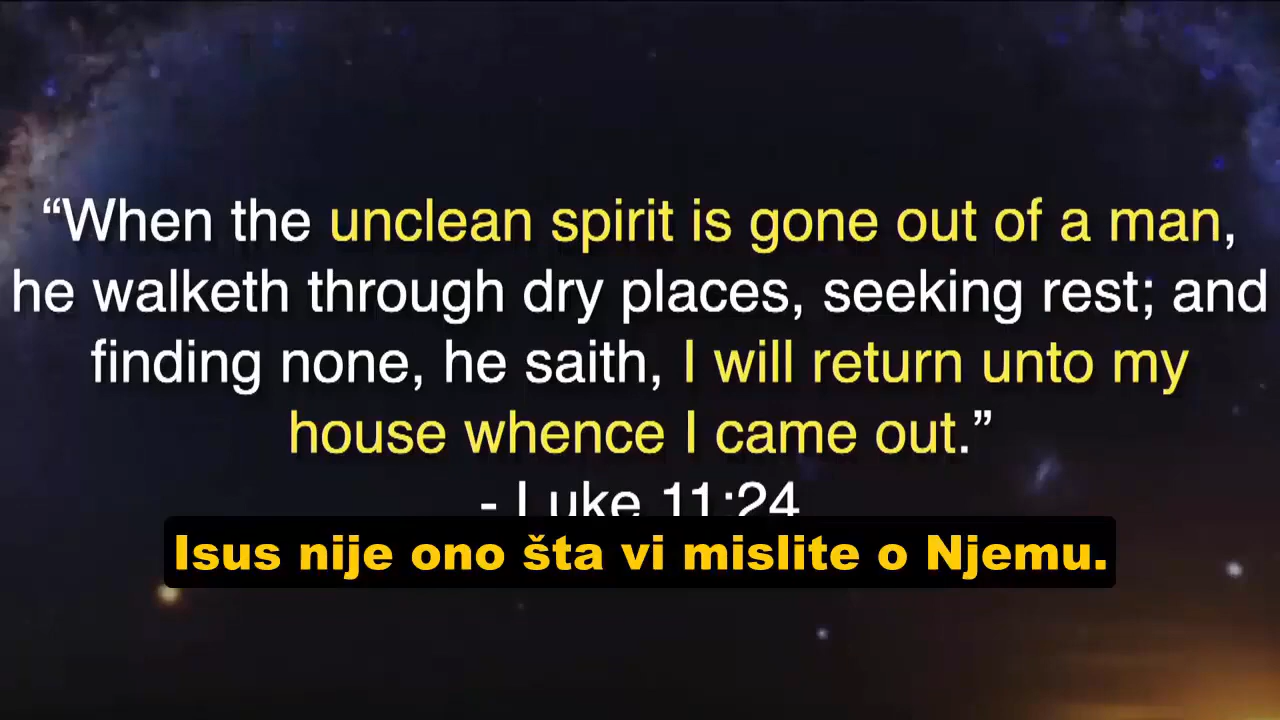 “When the unclean spirit is gone out of a man,
he walketh through dry places, seeking rest; and
finding none, he saith, I will return unto my
house whence I came out.”
- Luke 11:24
Isus nije ono šta vi mislite o Njemu.